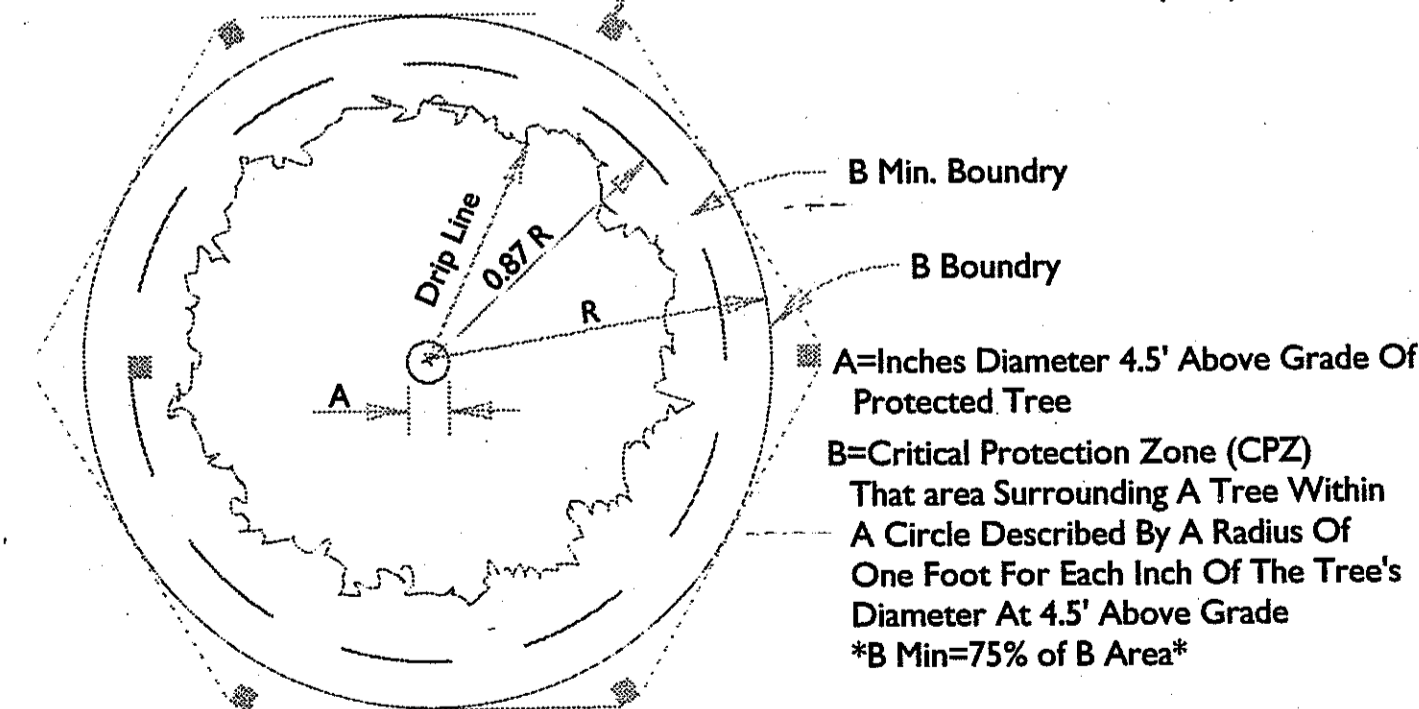 B Min. Boundry
Drip Line
0.87 R
B Boundry
R
A=Inches Diameter 4.5' Above Grade Of
Protected Tree
A
B=Critical Protection Zone (CPZ)
That area Surrounding A Tree Within
A Circle Described By A Radius Of
One Foot For Each Inch Of The Tree's
Diameter At 4.5' Above Grade
*B Min=75% of B Area*